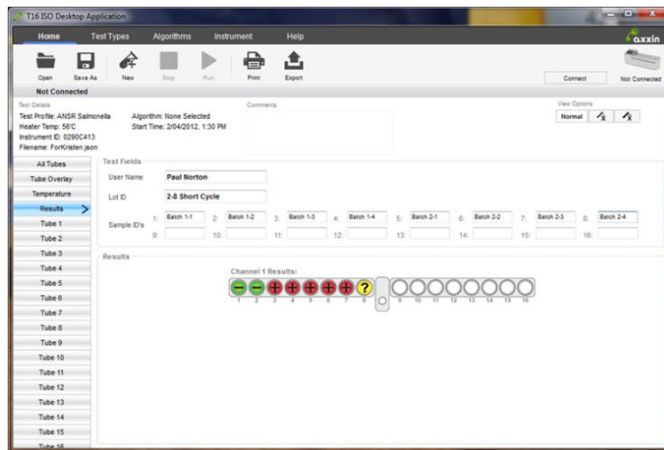 T16 ISO Desktop Application
Home Test Types Algorithms Instrument Help
axxin
Open Save As New Stop Run Print Export
Connect Not Connected
Not Connected
Test Details Comments View Options
Test Profile: ANSR Salmonella Algorithm: None Selected
Normal
Heater Temp: 56'C Start Time: 2/04/2012, 1:30 PM
Instrument ID: 0290C413
Filename: ForKristen.json
All Tubes
Tube Overlay
Temperature
Results
Tube 1
Tube 2
Tube 3
Tube 4
Tube 5
Tube 6
Tube 7
Tube 8
Tube 9
Tube 10
Tube 11
Tube 12
Tube 13
Tube 14
Tube 15
Tube 16
Test Fields
User Name Paul Norton
Lot ID 2-8 Short Cycle
Sample ID's
1: Batch 1-1 2: Batch 1-2 3: Batch 1-3 4: Batch 1-4 5: Batch 2-1 6: Batch 2-2 7: Batch 2-3 8: Batch 2-4
9: 10: 11: 12: 13: 14: 15: 16:
Results
Channel 1 Results:
- - + + + + + ?
1 2 3 4 5 6 7 8 9 10 11 12 13 14 15 16